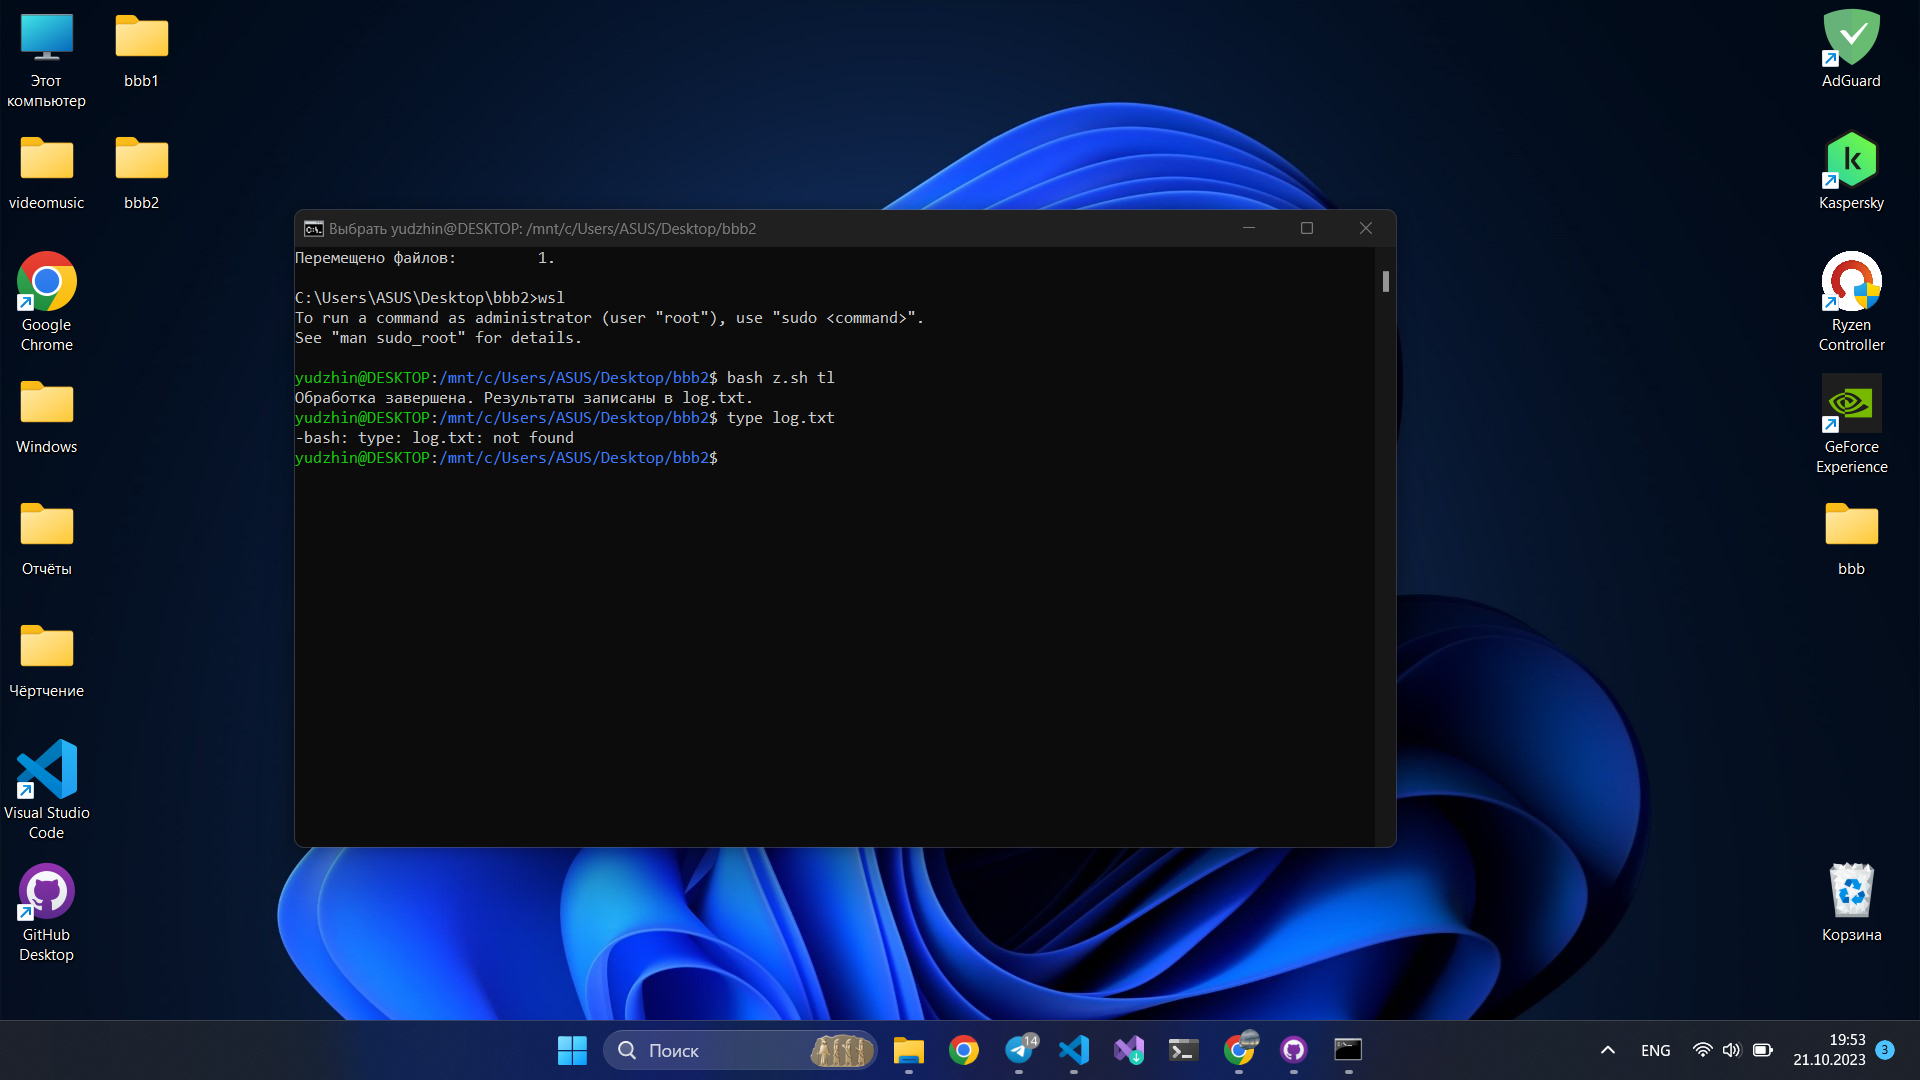 Этот
компьютер
bbb1
videomusic
bbb2
Google
Chrome
Windows
Отчёты
Чёртчение
Visual Studio
Code
GitHub
Desktop
Выбрать yudzhin@DESKTOP: /mnt/c/Users/ASUS/Desktop/bbb2
Перемещено файлов:         1.
C:\Users\ASUS\Desktop\bbb2>wsl
To run a command as administrator (user "root"), use "sudo <command>".
See "man sudo_root" for details.
yudzhin@DESKTOP:/mnt/c/Users/ASUS/Desktop/bbb2$ bash z.sh tl
Обработка завершена. Результаты записаны в log.txt.
yudzhin@DESKTOP:/mnt/c/Users/ASUS/Desktop/bbb2$ type log.txt
-bash: type: log.txt: not found
yudzhin@DESKTOP:/mnt/c/Users/ASUS/Desktop/bbb2$
AdGuard
Kaspersky
Ryzen
Controller
GeForce
Experience
bbb
Корзина
Поиск
14
ENG
19:53
21.10.2023
3